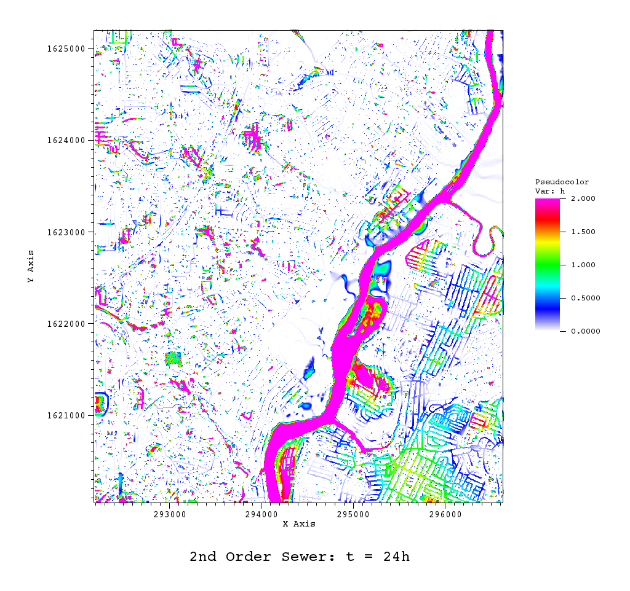 1625000
1624000
1623000
1622000
1621000
Y Axis
293000
294000
295000
296000
X Axis
Pseudocolor
Var: h
2.000
1.500
1.000
0.5000
0.0000
2nd Order Sewer: t = 24h